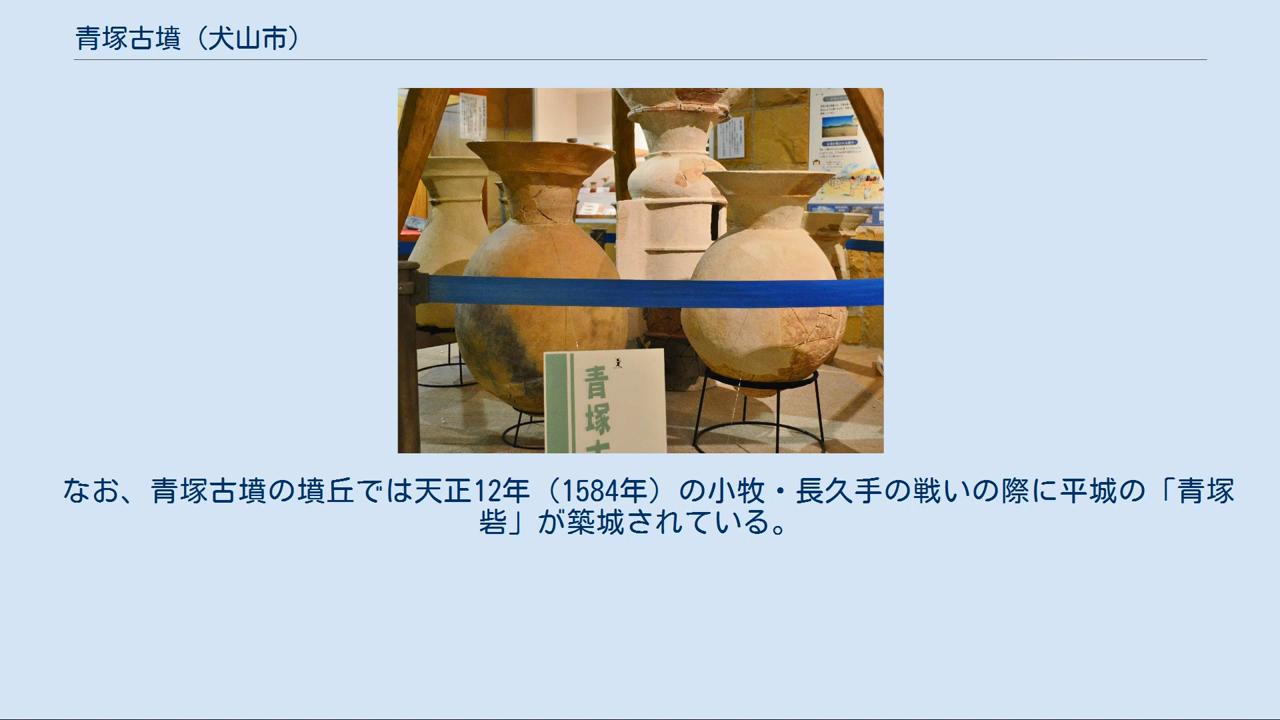 青塚古墳（犬山市）
青塚古
なお、青塚古墳の墳丘では天正12年（1584年）の小牧・長久手の戦いの際に平城の「青塚
砦」が築城されている。